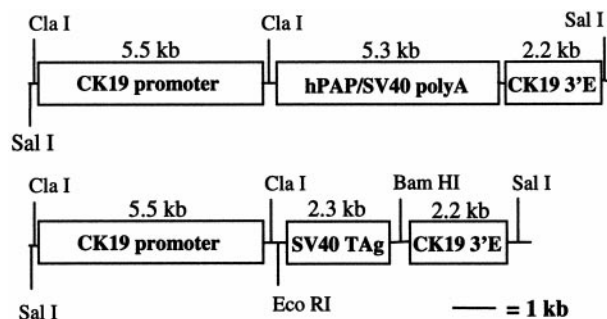 Cla I Cla I Sal I
5.5 kb 5.3 kb 2.2 kb
CK19 promoter hPAP/SV40 polyA CK19 3'E
Sal I
Cla I Cla I Bam HI Sal I
5.5 kb 2.3 kb 2.2 kb
CK19 promoter SV40 TAg CK19 3'E
Sal I Eco RI = 1 kb